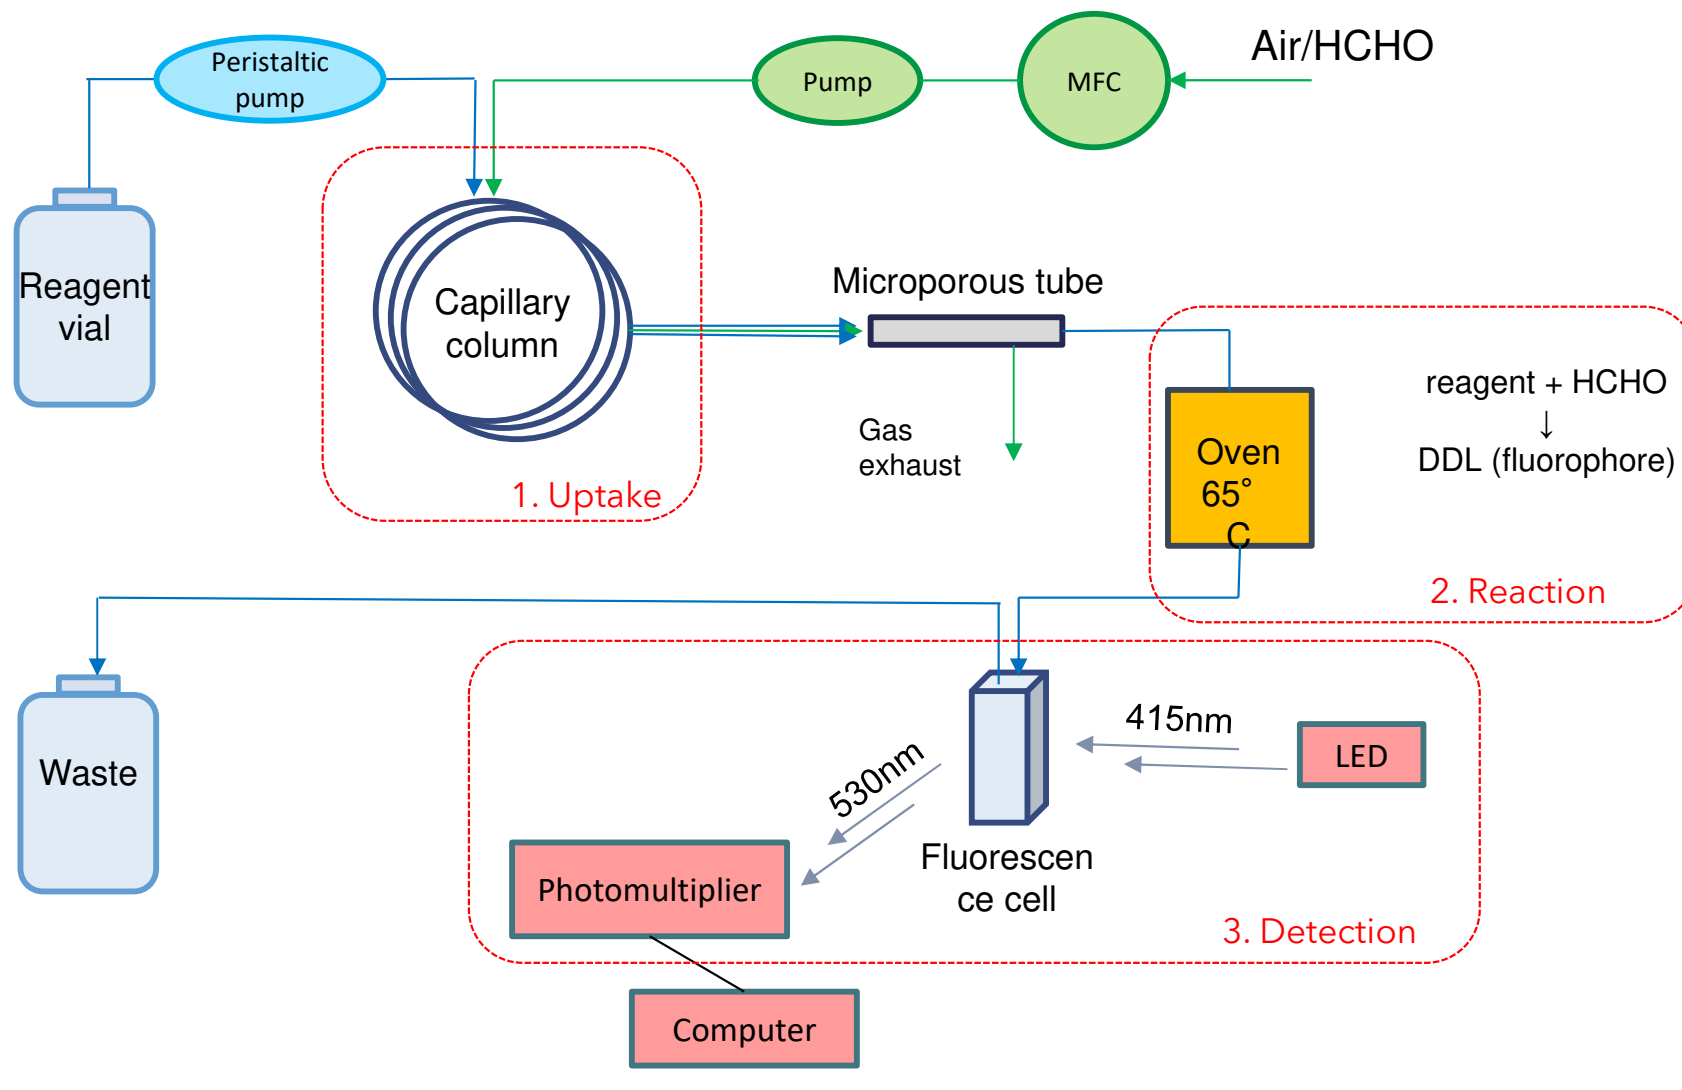 Peristaltic
pump
Pump
MFC
Air/HCHO
Reagent
vial
Capillary
column
1. Uptake
Microporous tube
Gas
exhaust
Oven
65°
C
reagent + HCHO
↓
DDL (fluorophore)
2. Reaction
Waste
415nm
LED
530nm
Fluorescen
ce cell
Photomultiplier
3. Detection
Computer